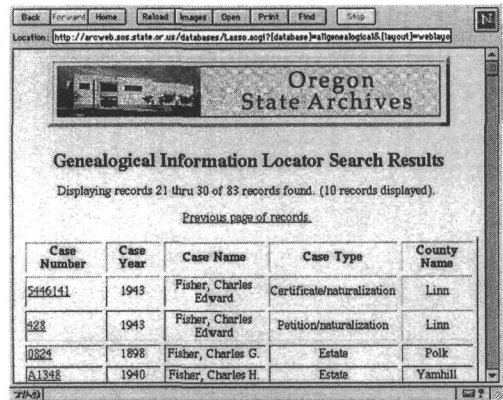 Back Forward Home Reload Images Open Print Find Stop
N
Location: http://arcweb.sos.state.or.us/databases/Lasso.acgi?[database]=allgenealogical&[layout]=weblayo
Oregon
State Archives
Genealogical Information Locator Search Results
Displaying records 21 thru 30 of 83 records found. (10 records displayed).
Previous page of records.
Case Number Case Year Case Name Case Type County Name
5446141 1943 Fisher, Charles Edward Certificate/naturalization Linn
428 1943 Fisher, Charles Edward Petition/naturalization Linn
0824 1898 Fisher, Charles G. Estate Polk
A1348 1940 Fisher, Charles H. Estate Yamhill